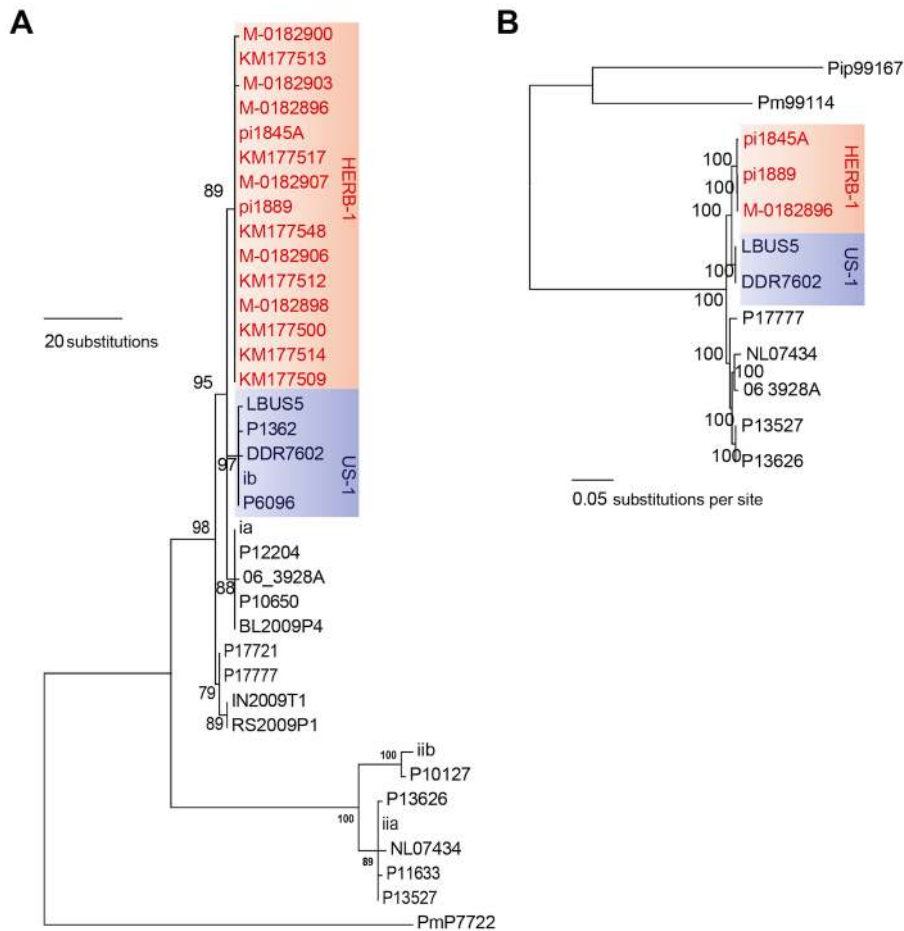 A
M-0182900
KM177513
M-0182903
M-0182896
pi1845A
KM177517
M-0182907
pi1889
KM177548
M-0182906
KM177512
M-0182898
KM177500
KM177514
KM177509
HERB-1
LBUS5
P1362
DDR7602
ib
P6096
US-1
ia
P12204
06_3928A
P10650
BL2009P4
P17721
P17777
IN2009T1
RS2009P1
iib
P10127
P13626
iia
NL07434
P11633
P13527
PmP7722
89
95
97
98
88
79
89
100
100
89
20 substitutions
B
Pip99167
Pm99114
pi1845A
pi1889
M-0182896
HERB-1
LBUS5
DDR7602
US-1
P17777
NL07434
06 3928A
P13527
P13626
100
100
100
100
100
100
100
100
100
0.05 substitutions per site